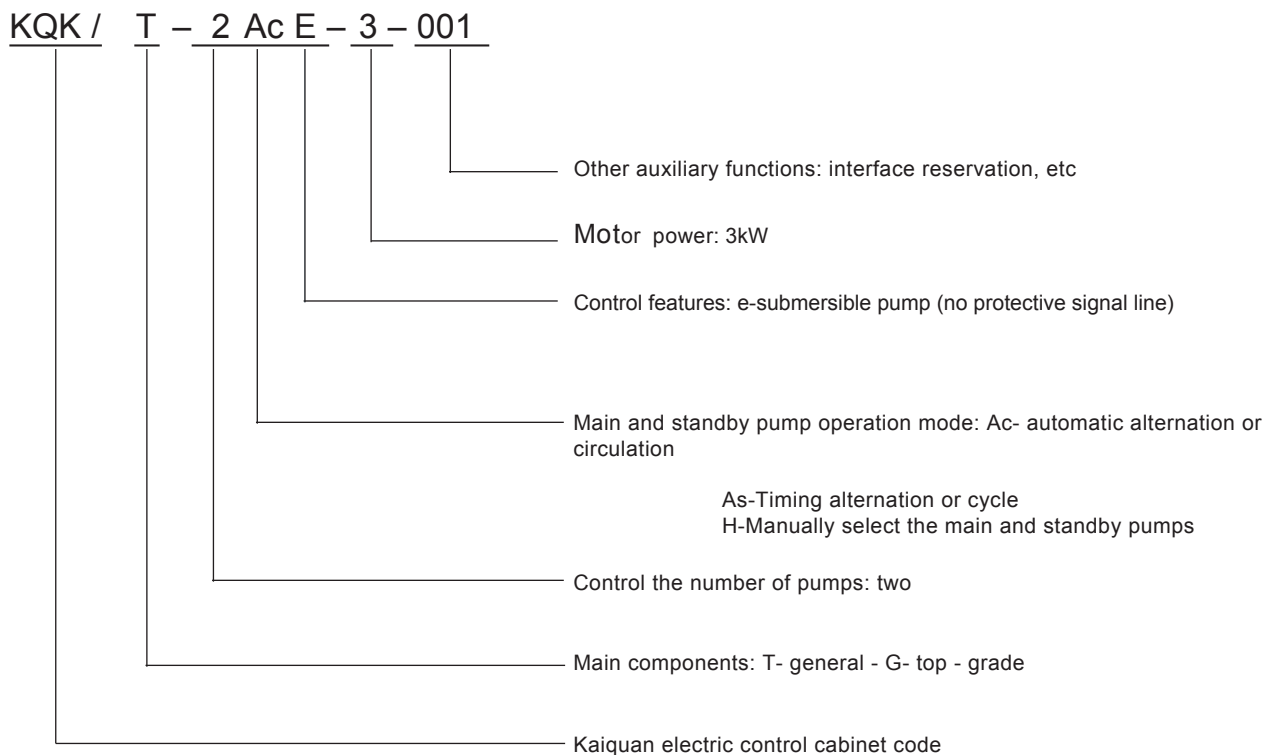 KQK / T – 2 Ac E – 3 – 001
Other auxiliary functions: interface reservation, etc
Motor power: 3kW
Control features: e-submersible pump (no protective signal line)
Main and standby pump operation mode: Ac- automatic alternation or
circulation
As-Timing alternation or cycle
H-Manually select the main and standby pumps
Control the number of pumps: two
Main components: T- general - G- top - grade
Kaiquan electric control cabinet code